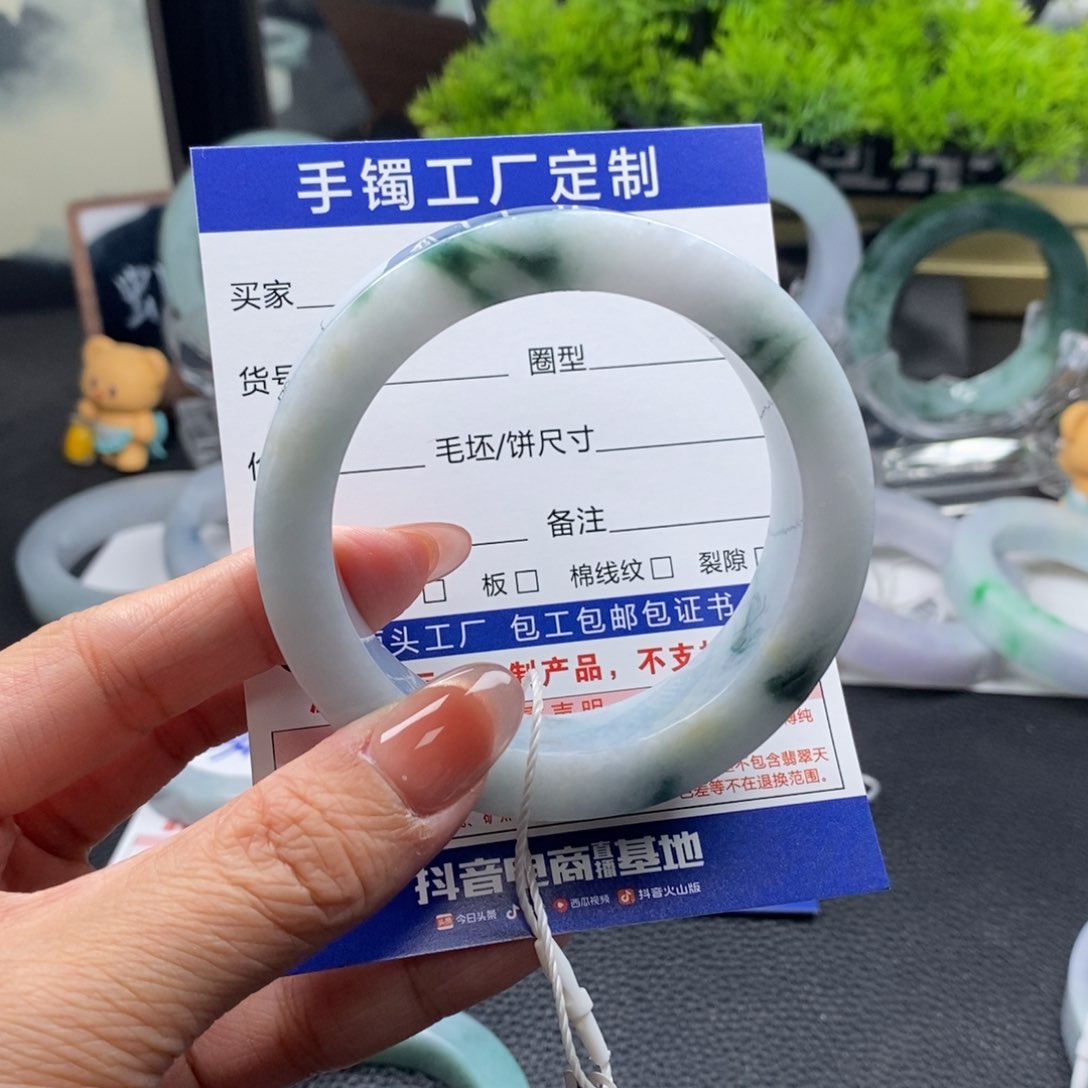 手镯工厂定制
买家
货号 圈型
毛坯/饼尺寸
备注
板□ 棉线纹□ 裂隙
头工厂 包工包邮包证书
制产品，不支
声明
不包含翡翠天
色差等不在退换范围。
抖音电商直播基地
今日头条 西瓜视频 抖音火山版